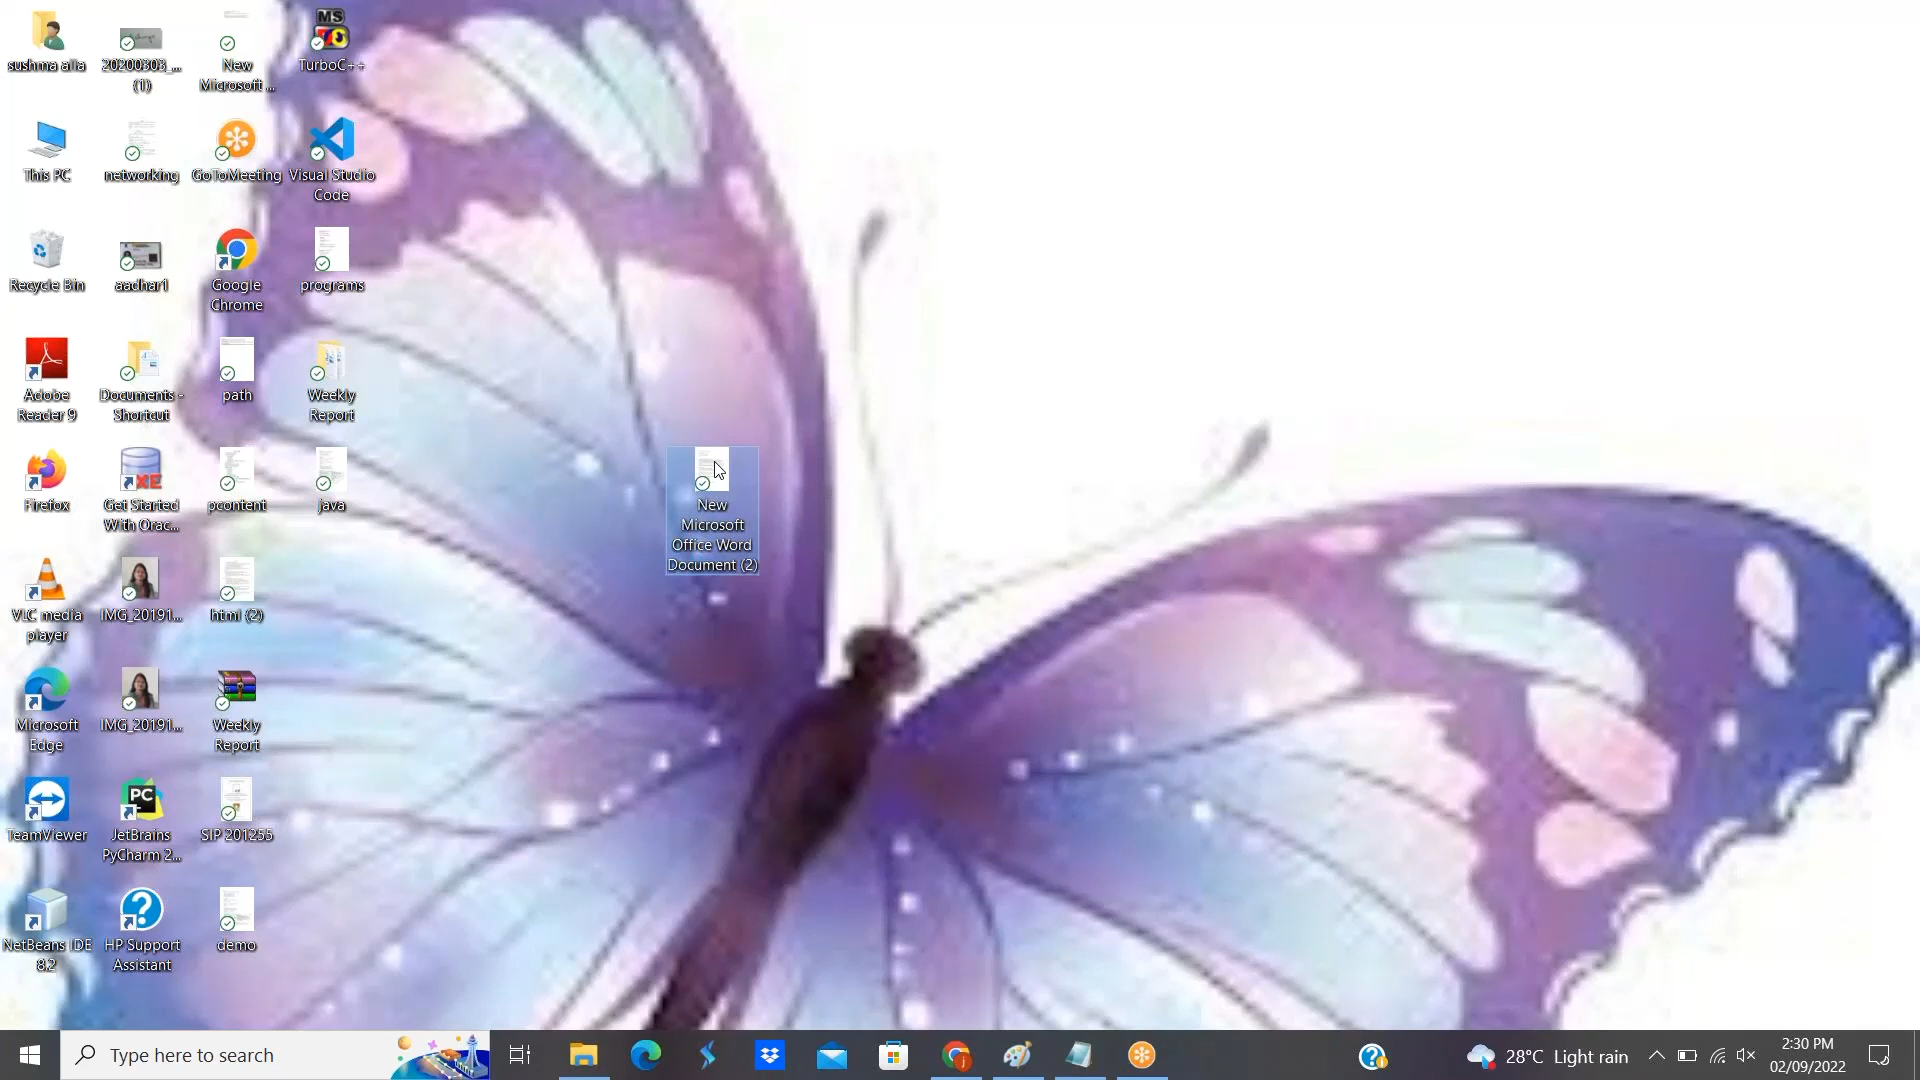 sushma alla
20200303_...
(1)
New
Microsoft ...
MS
TurboC++
This PC
networking
GoToMeeting
Visual Studio
Code
Recycle Bin
aadhar1
Google
Chrome
programs
Adobe
Reader 9
Documents -
Shortcut
path
Weekly
Report
Firefox
EXE
Get Started
With Orac...
pcontent
java
New
Microsoft
Office Word
Document (2)
VLC media
player
IMG_20191...
html (2)
Microsoft
Edge
IMG_20191...
Weekly
Report
TeamViewer
PC
JetBrains
PyCharm 2...
SIP 201255
NetBeans IDE
8.2
HP Support
Assistant
demo
Type here to search
28°C Light rain
2:30 PM
02/09/2022